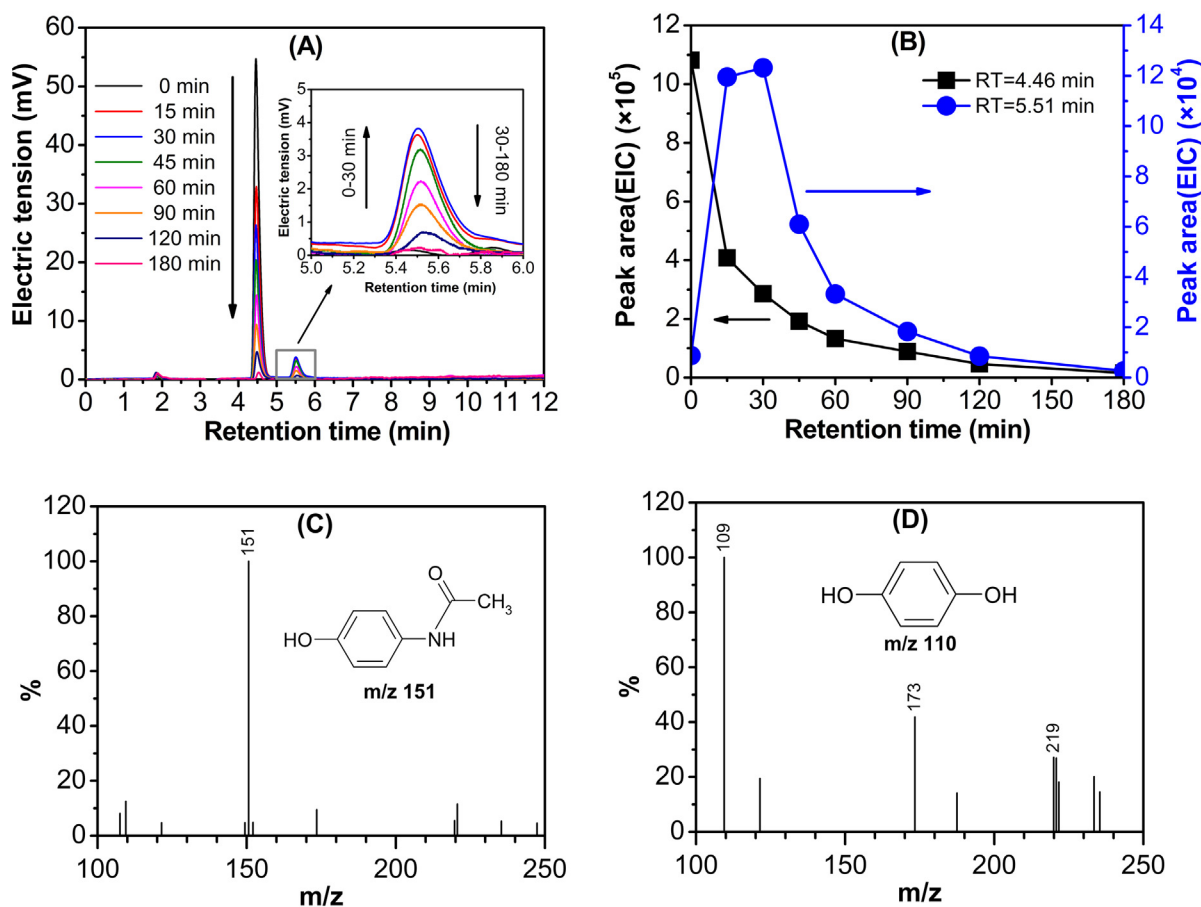 (A)
60
50
40
30
20
10
0
Electric tension (mV)
0 min
15 min
30 min
45 min
60 min
90 min
120 min
180 min
5
4
3
2
1
0
Electric tension (mV)
0-30 min
30-180 min
5.0 5.2 5.4 5.6 5.8 6.0
Retention time (min)
0 1 2 3 4 5 6 7 8 9 10 11 12
Retention time (min)
(B)
12
10
8
6
4
2
0
Peak area(EIC) (×10⁵)
RT=4.46 min
RT=5.51 min
14
12
10
8
6
4
2
0
Peak area(EIC) (×10⁴)
0 30 60 90 120 150 180
Retention time (min)
(C)
120
100
80
60
40
20
0
%
151
O
CH₃
HO
NH
m/z 151
100 150 200 250
m/z
(D)
120
100
80
60
40
20
0
%
109
HO
OH
m/z 110
173
219
100 150 200 250
m/z